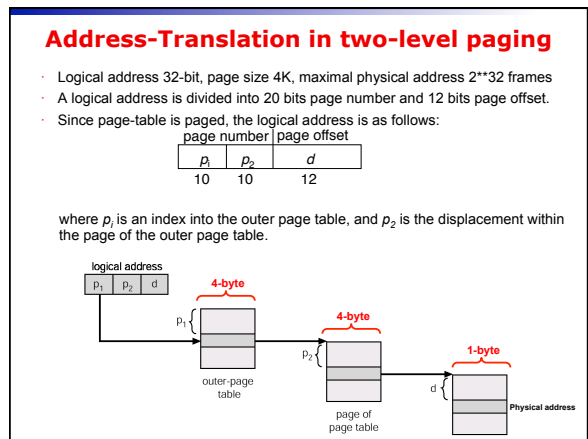 Address-Translation in two-level paging
· Logical address 32-bit, page size 4K, maximal physical address 2**32 frames
· A logical address is divided into 20 bits page number and 12 bits page offset.
· Since page-table is paged, the logical address is as follows:
page number page offset
pi p2 d
10 10 12
where pi is an index into the outer page table, and p2 is the displacement within
the page of the outer page table.
logical address
p1 p2 d
4-byte
p1
outer-page
table
4-byte
p2
page of
page table
1-byte
d
Physical address